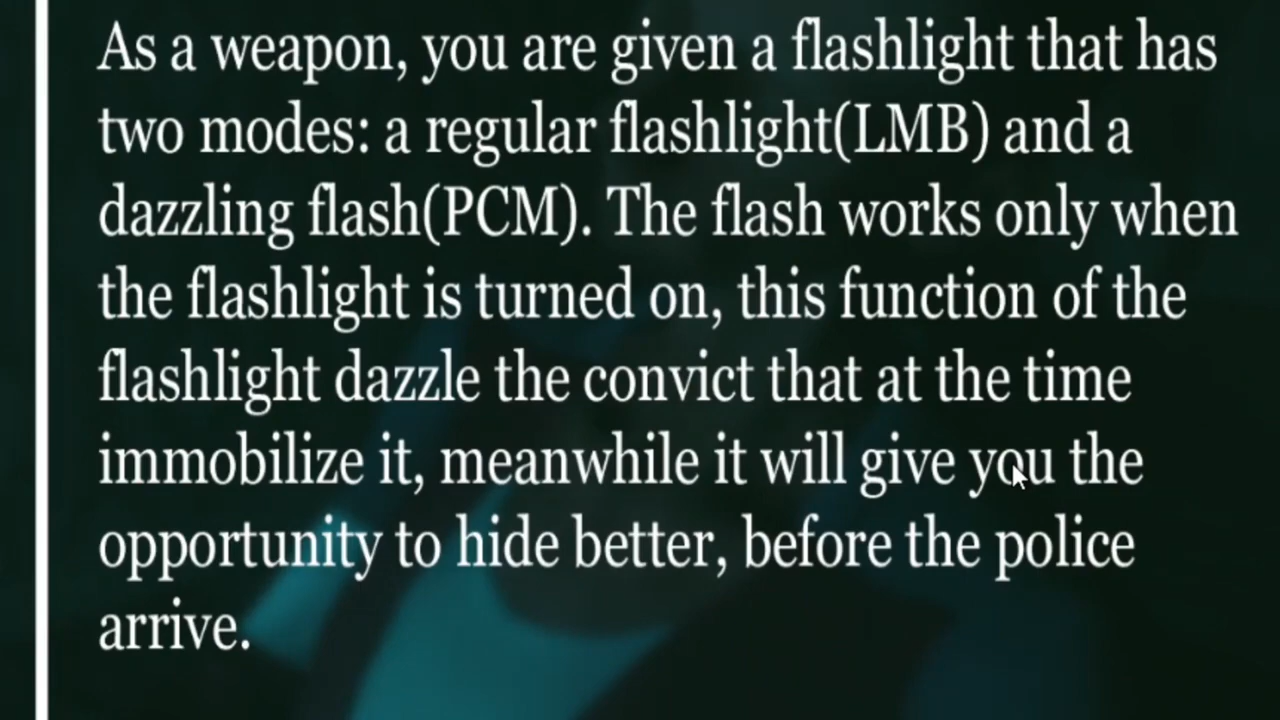 As a weapon, you are given a flashlight that has
two modes: a regular flashlight(LMB) and a
dazzling flash(PCM). The flash works only when
the flashlight is turned on, this function of the
flashlight dazzle the convict that at the time
immobilize it, meanwhile it will give you the
opportunity to hide better, before the police
arrive.